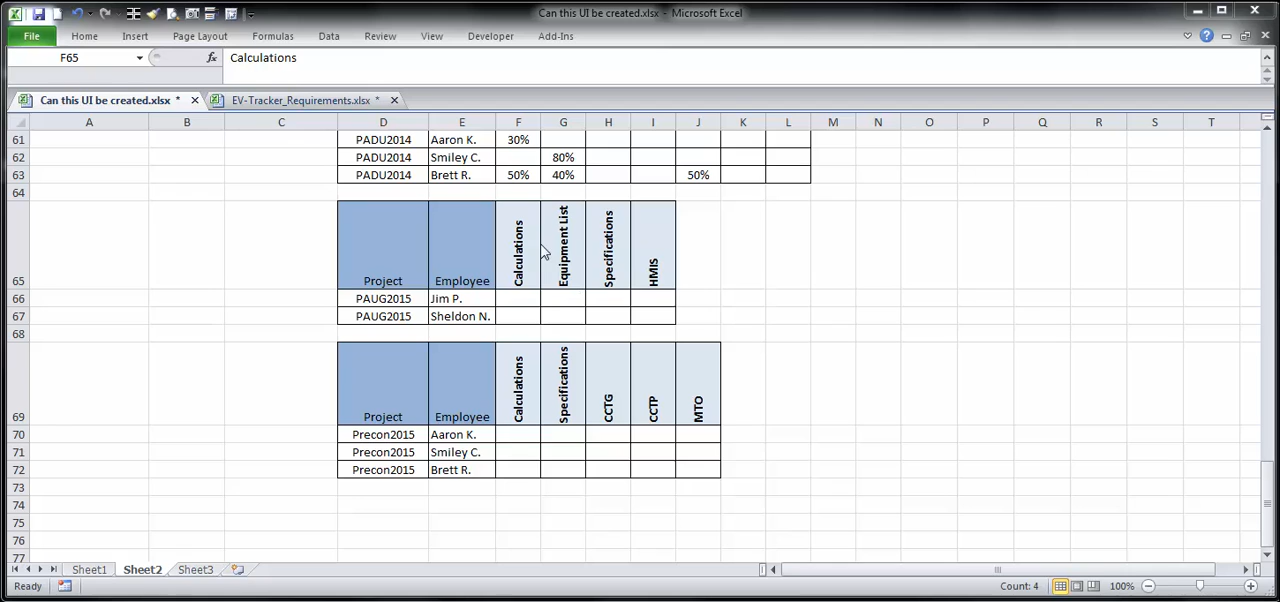 Can this UI be created.xlsx - Microsoft Excel
File Home Insert Page Layout Formulas Data Review View Developer Add-Ins
F65 fx Calculations
Can this UI be created.xlsx * EV-Tracker_Requirements.xlsx *
A B C D E F G H I J K L M N O P Q R S T
61 PADU2014 Aaron K. 30%
62 PADU2014 Smiley C. 80%
63 PADU2014 Brett R. 50% 40% 50%
64
65 Project Employee Calculations Equipment List Specifications HMIS
66 PAUG2015 Jim P.
67 PAUG2015 Sheldon N.
68
69 Project Employee Calculations Specifications CCTG CCTP MTO
70 Precon2015 Aaron K.
71 Precon2015 Smiley C.
72 Precon2015 Brett R.
73
74
75
76
77
Sheet1 Sheet2 Sheet3
Ready Count: 4 100%